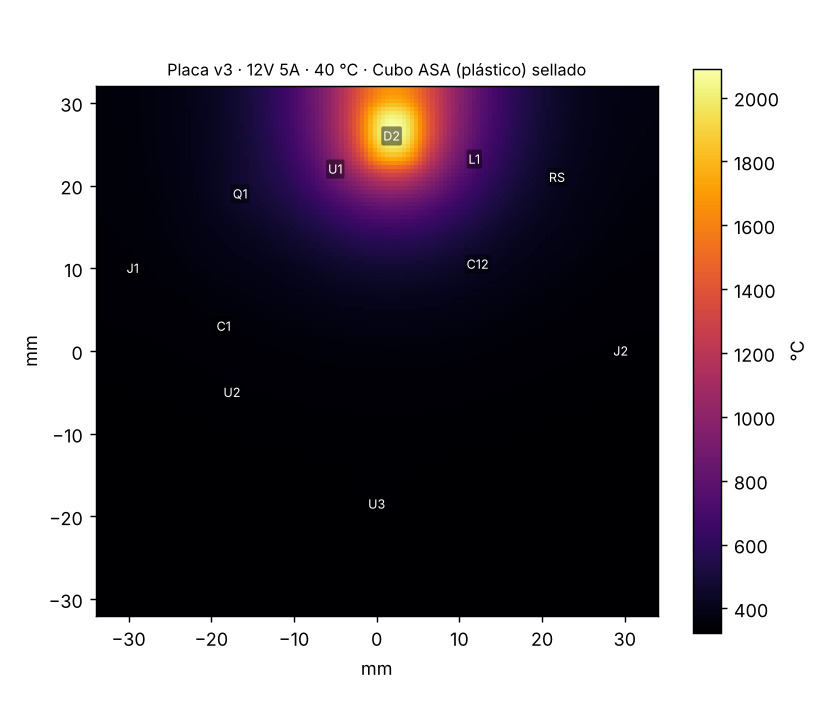 Placa v3 · 12V 5A · 40 °C · Cubo ASA (plástico) sellado
30
20
10
0
−10
−20
−30
mm
D2
U1
L1
RS
Q1
J1
C12
C1
J2
U2
U3
−30
−20
−10
0
10
20
30
mm
2000
1800
1600
1400
1200
1000
800
600
400
°C